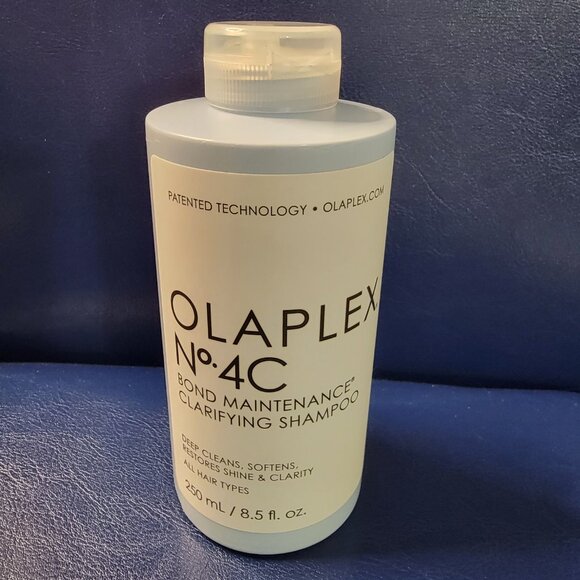 PATENTED TECHNOLOGY • OLAPLEX.COM
OLAPLEX
Nº.4C
BOND MAINTENANCE®
CLARIFYING SHAMPOO
DEEP CLEANS, SOFTENS,
RESTORES SHINE & CLARITY
ALL HAIR TYPES
250 mL / 8.5 fl. oz.